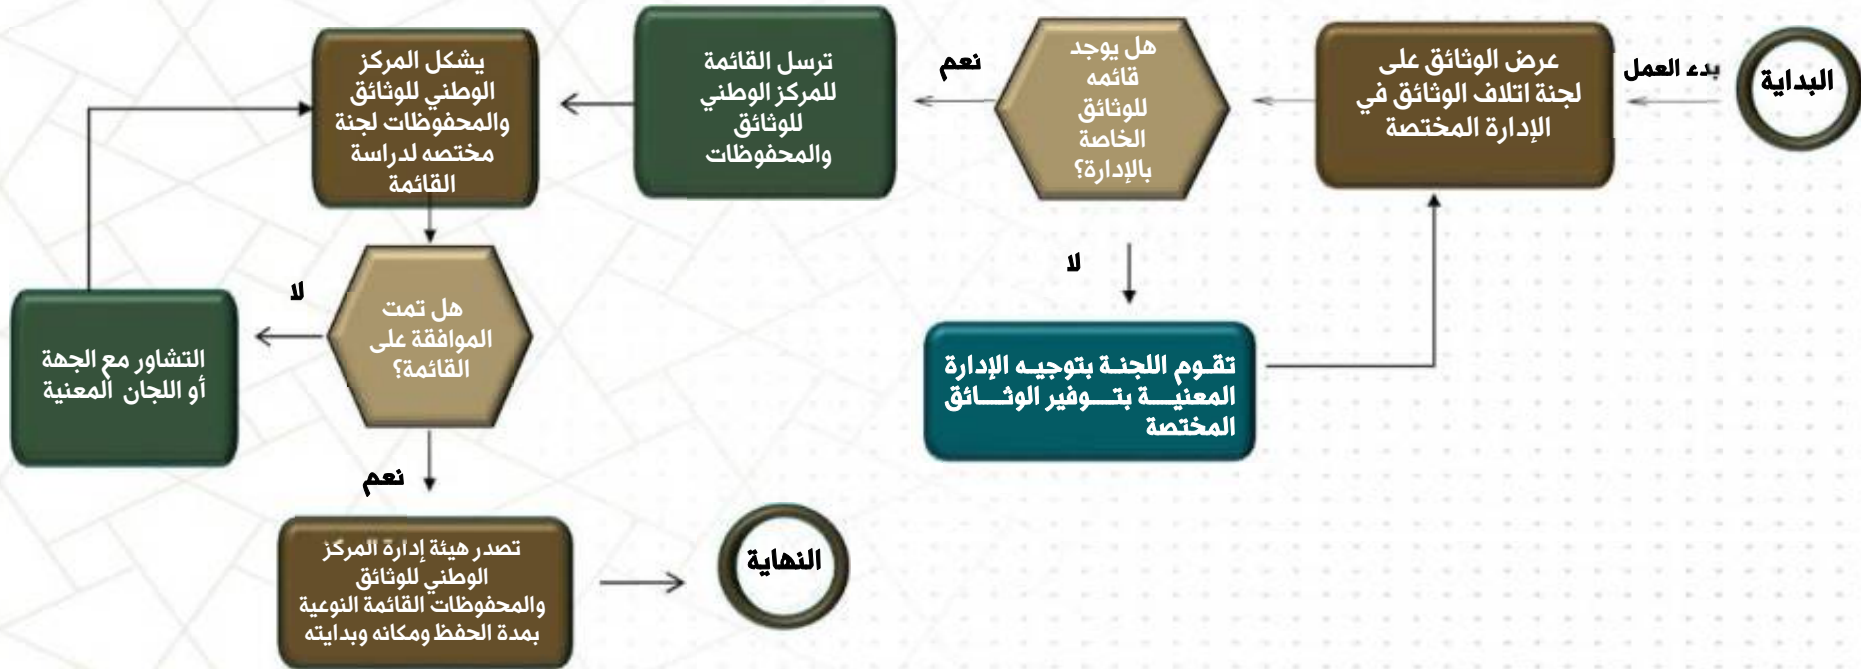 البداية
بدء العمل
عرض الوثائق على
لجنة اتلاف الوثائق في
الإدارة المختصة
هل يوجد
قائمه
للوثائق
الخاصة
بالإدارة؟
نعم
ترسل القائمة
للمركز الوطني
للوثائق
والمحفوظات
يشكل المركز
الوطني للوثائق
والمحفوظات لجنة
مختصه لدراسة
القائمة
لا
تقوم اللجنة بتوجيه الإدارة
المعنية بتوفير الوثائق
المختصة
هل تمت
الموافقة على
القائمة؟
لا
التشاور مع الجهة
أو اللجان المعنية
نعم
تصدر هيئة إدارة المركز
الوطني للوثائق
والمحفوظات القائمة النوعية
بمدة الحفظ ومكانه وبدايته
النهاية